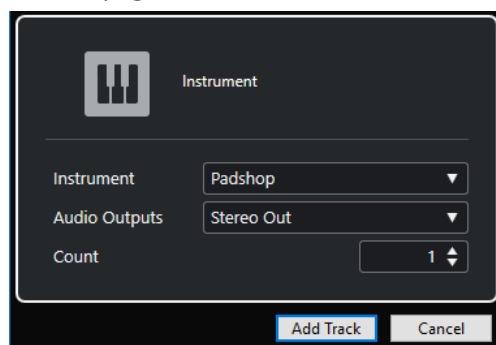 Instrument
Instrument Padshop
Audio Outputs Stereo Out
Count 1
Add Track Cancel